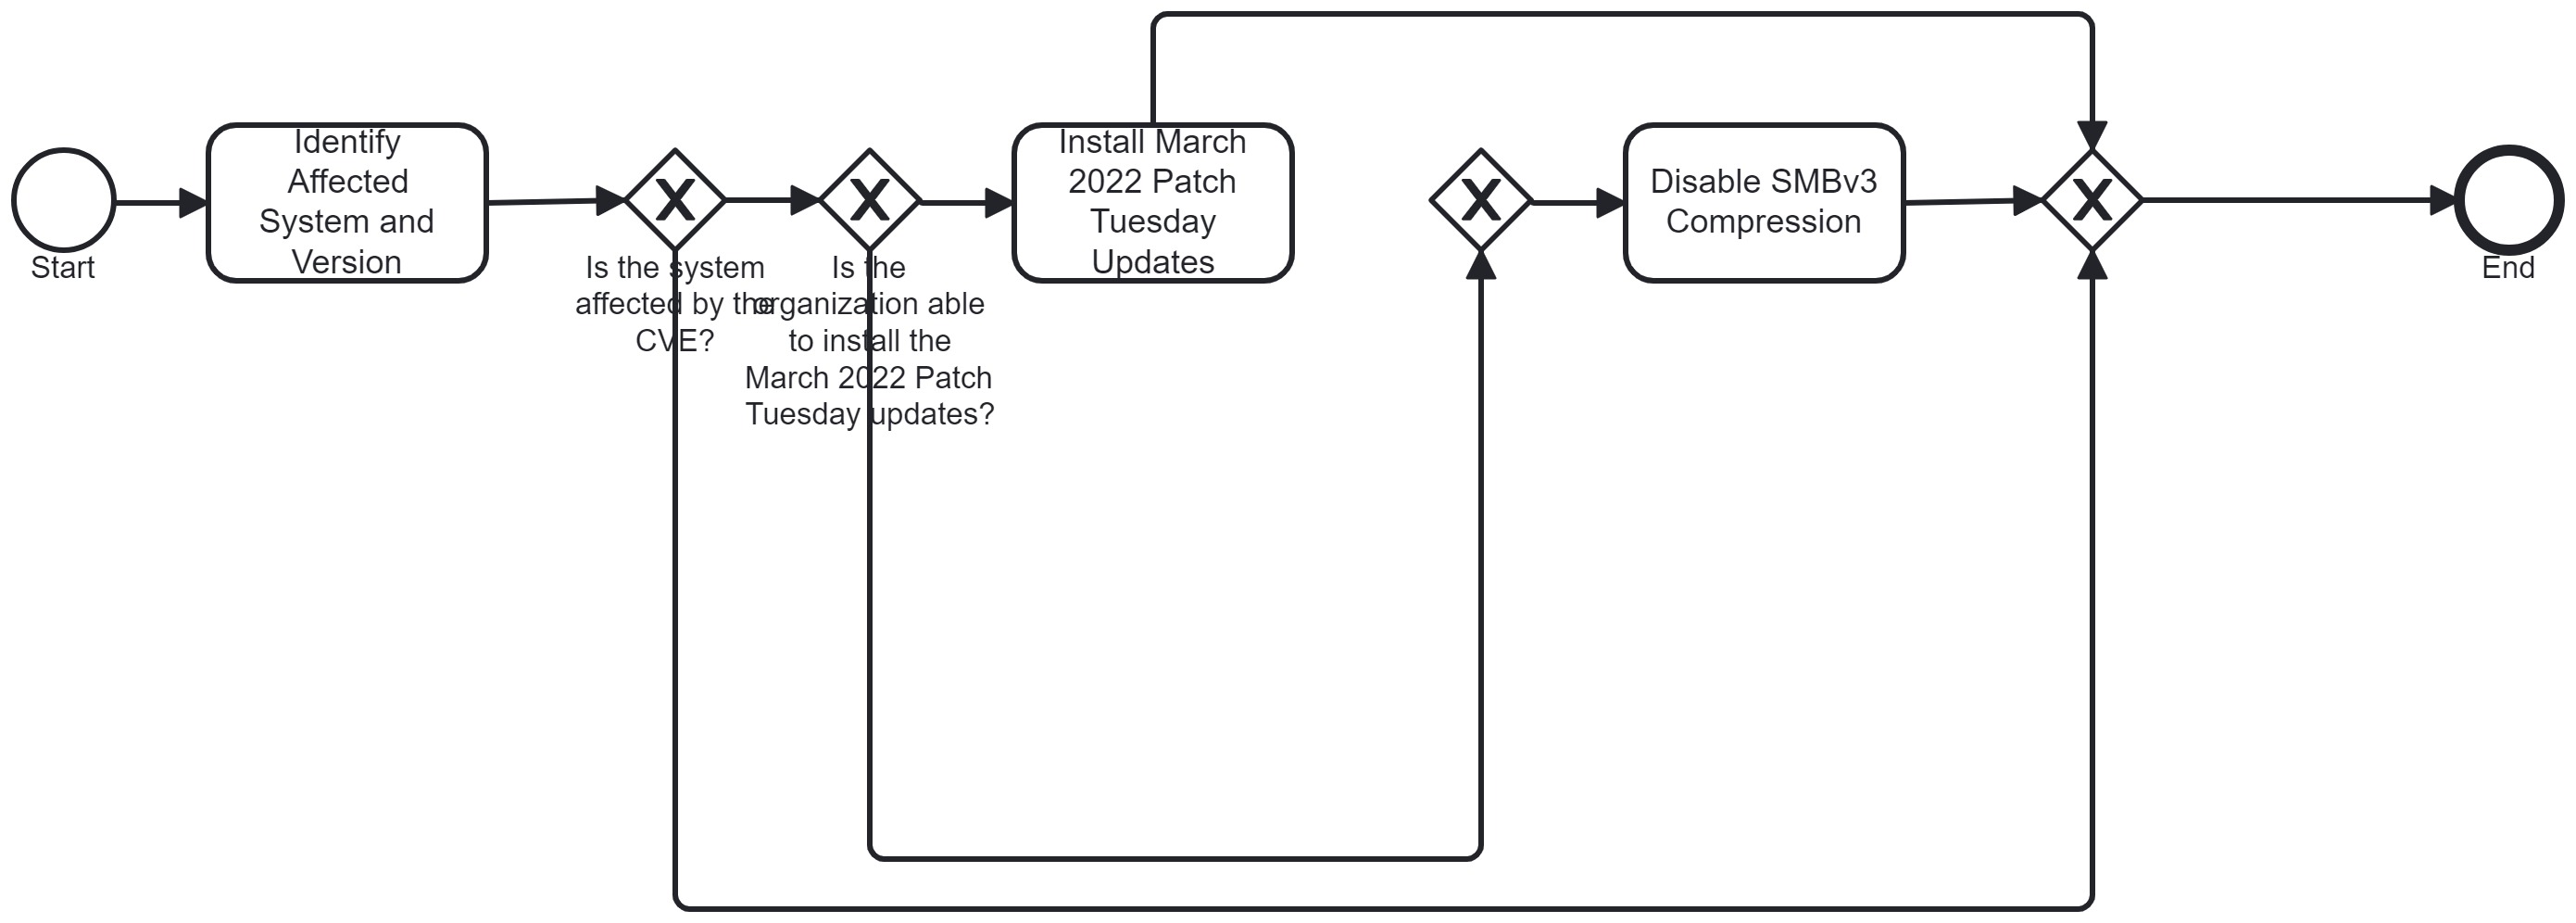 Start
Identify
Affected
System and
Version
X
Is the system
affected by the
CVE?
X
Is the
organization able
to install the
March 2022 Patch
Tuesday updates?
Install March
2022 Patch
Tuesday
Updates
X
Disable SMBv3
Compression
X
End